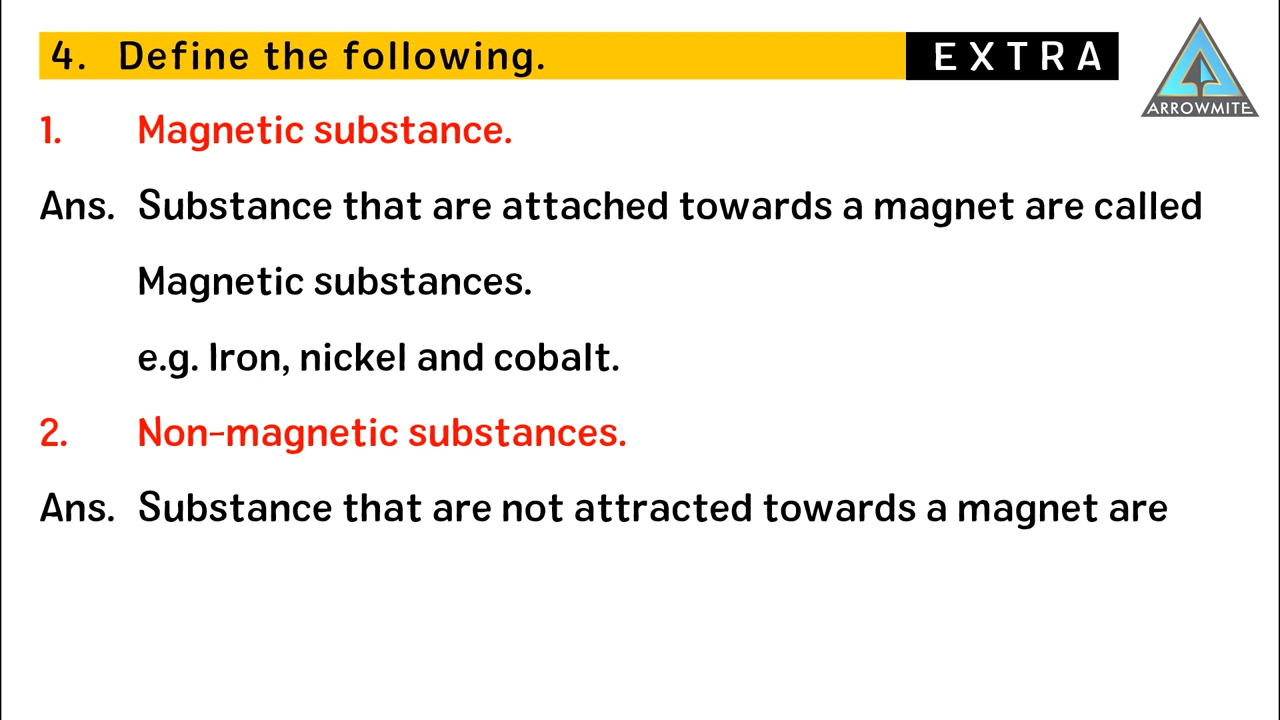 4. Define the following.
EXTRA
ARROWMITE
1. Magnetic substance.
Ans. Substance that are attached towards a magnet are called
Magnetic substances.
e.g. Iron, nickel and cobalt.
2. Non-magnetic substances.
Ans. Substance that are not attracted towards a magnet are